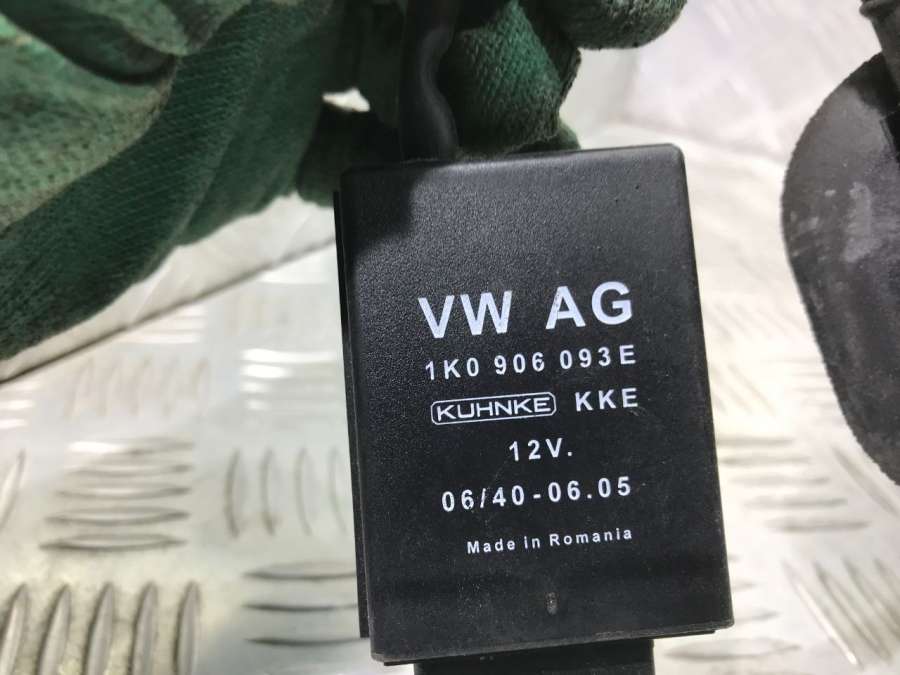 VW AG
1K0 906 093E
KUHNKE KKE
12V.
06/40-06.05
Made in Romania